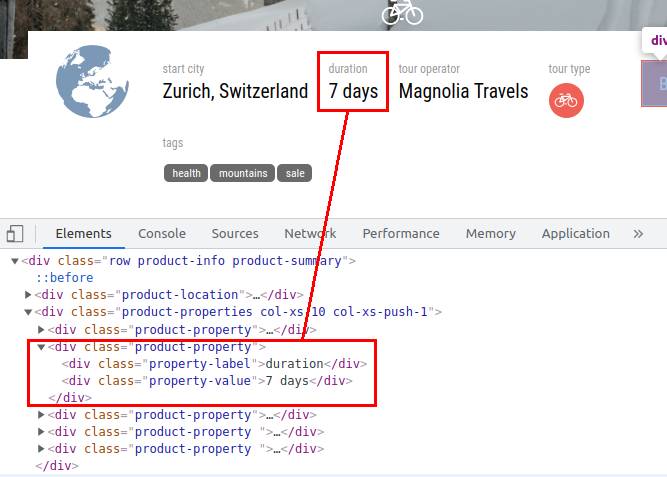 div
start city duration tour operator tour type
Zurich, Switzerland 7 days Magnolia Travels
B
tags
health mountains sale
Elements Console Sources Network Performance Memory Application »
▼<div class="row product-info product-summary">
::before
▶<div class="product-location">…</div>
▼<div class="product-properties col-xs-10 col-xs-push-1">
▶<div class="product-property">…</div>
▼<div class="product-property">
<div class="property-label">duration</div>
<div class="property-value">7 days</div>
</div>
▶<div class="product-property">…</div>
▶<div class="product-property ">…</div>
▶<div class="product-property ">…</div>
</div>